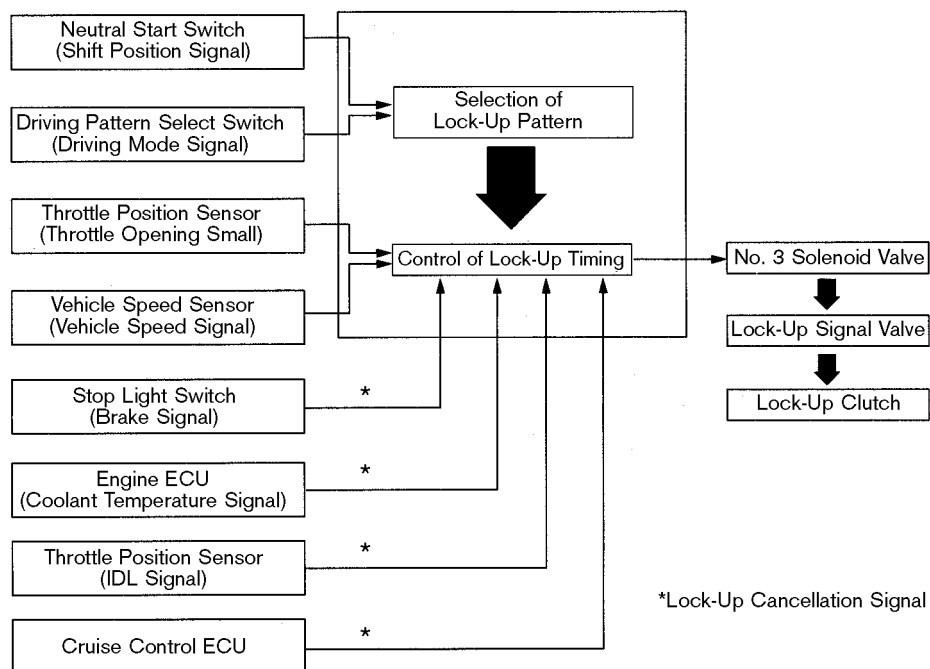 Neutral Start Switch
(Shift Position Signal)
Driving Pattern Select Switch
(Driving Mode Signal)
Throttle Position Sensor
(Throttle Opening Small)
Vehicle Speed Sensor
(Vehicle Speed Signal)
Stop Light Switch
(Brake Signal)
*
Engine ECU
(Coolant Temperature Signal)
*
Throttle Position Sensor
(IDL Signal)
*
Cruise Control ECU
*
Selection of
Lock-Up Pattern
Control of Lock-Up Timing
No. 3 Solenoid Valve
Lock-Up Signal Valve
Lock-Up Clutch
*Lock-Up Cancellation Signal